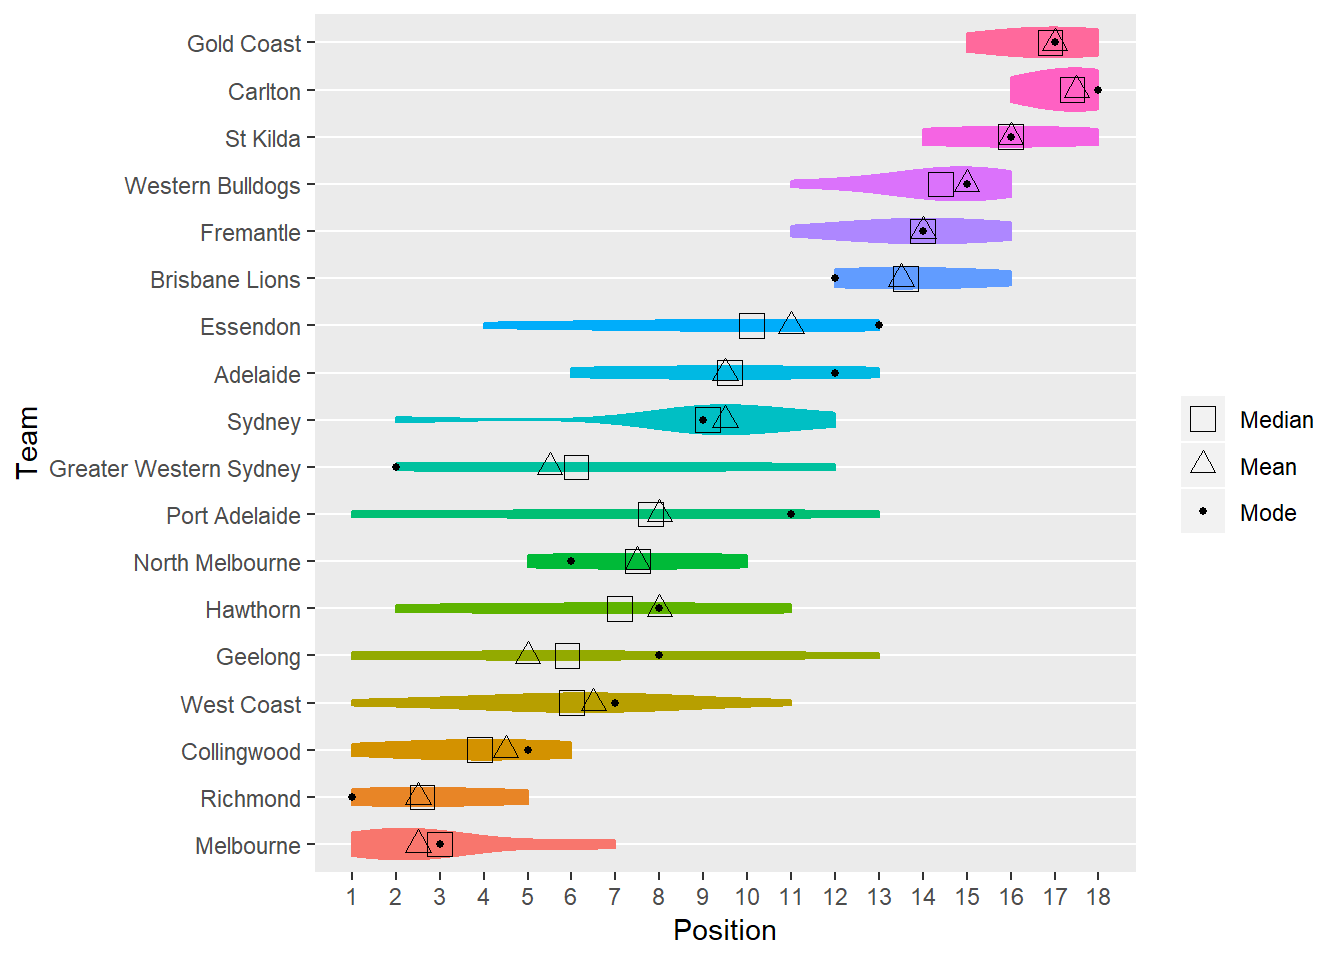 Gold Coast
Carlton
St Kilda
Western Bulldogs
Fremantle
Brisbane Lions
Essendon
Adelaide
Sydney
Greater Western Sydney
Port Adelaide
North Melbourne
Hawthorn
Geelong
West Coast
Collingwood
Richmond
Melbourne
Team
1 2 3 4 5 6 7 8 9 10 11 12 13 14 15 16 17 18
Position
Median
Mean
Mode